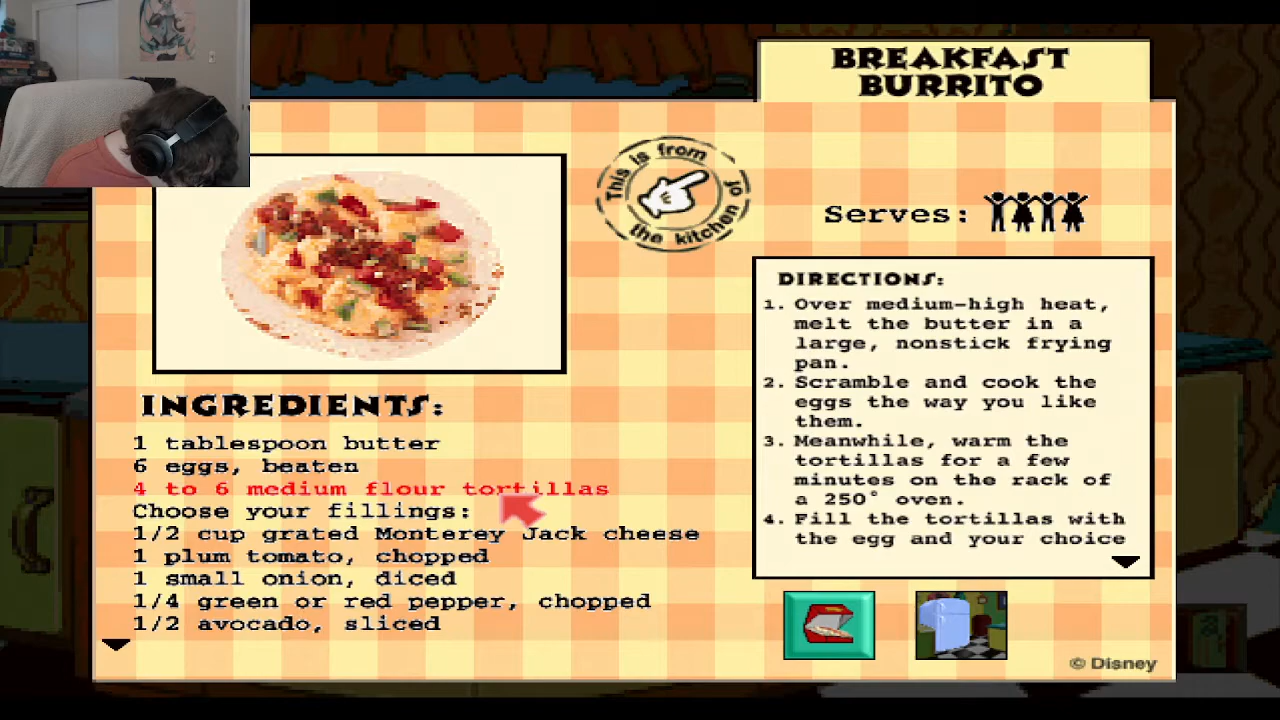 BREAKFAST
BURRITO
This is from
the kitchen of
Serves:
INGREDIENTS:
1 tablespoon butter
6 eggs, beaten
4 to 6 medium flour tortillas
Choose your fillings:
1/2 cup grated Monterey Jack cheese
1 plum tomato, chopped
1 small onion, diced
1/4 green or red pepper, chopped
1/2 avocado, sliced
DIRECTIONS:
1. Over medium-high heat,
melt the butter in a
large, nonstick frying
pan.
2. Scramble and cook the
eggs the way you like
them.
3. Meanwhile, warm the
tortillas for a few
minutes on the rack of
a 250° oven.
4. Fill the tortillas with
the egg and your choice
© Disney